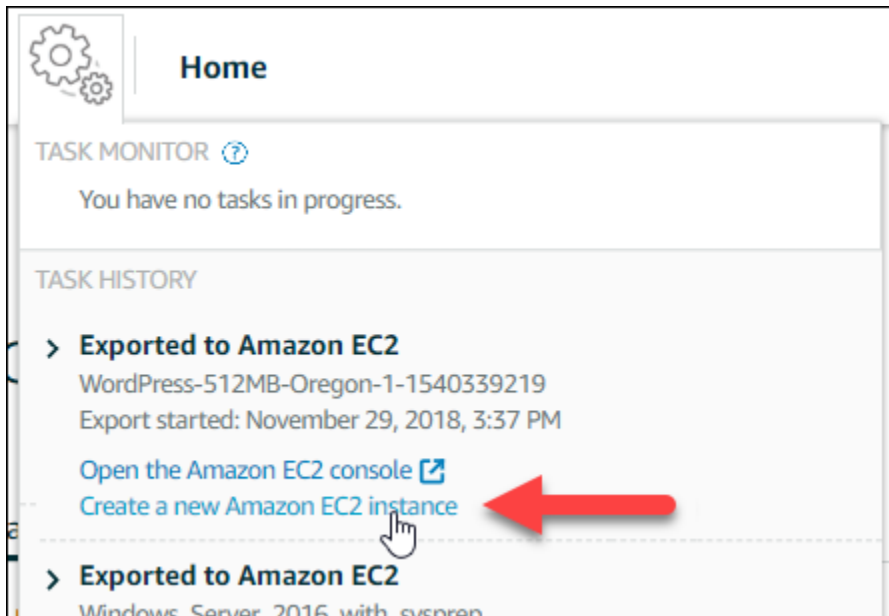 Home
TASK MONITOR ?
You have no tasks in progress.
TASK HISTORY
Exported to Amazon EC2
WordPress-512MB-Oregon-1-1540339219
Export started: November 29, 2018, 3:37 PM
Open the Amazon EC2 console
Create a new Amazon EC2 instance
Exported to Amazon EC2
Windows_Server_2016_with_sysprep